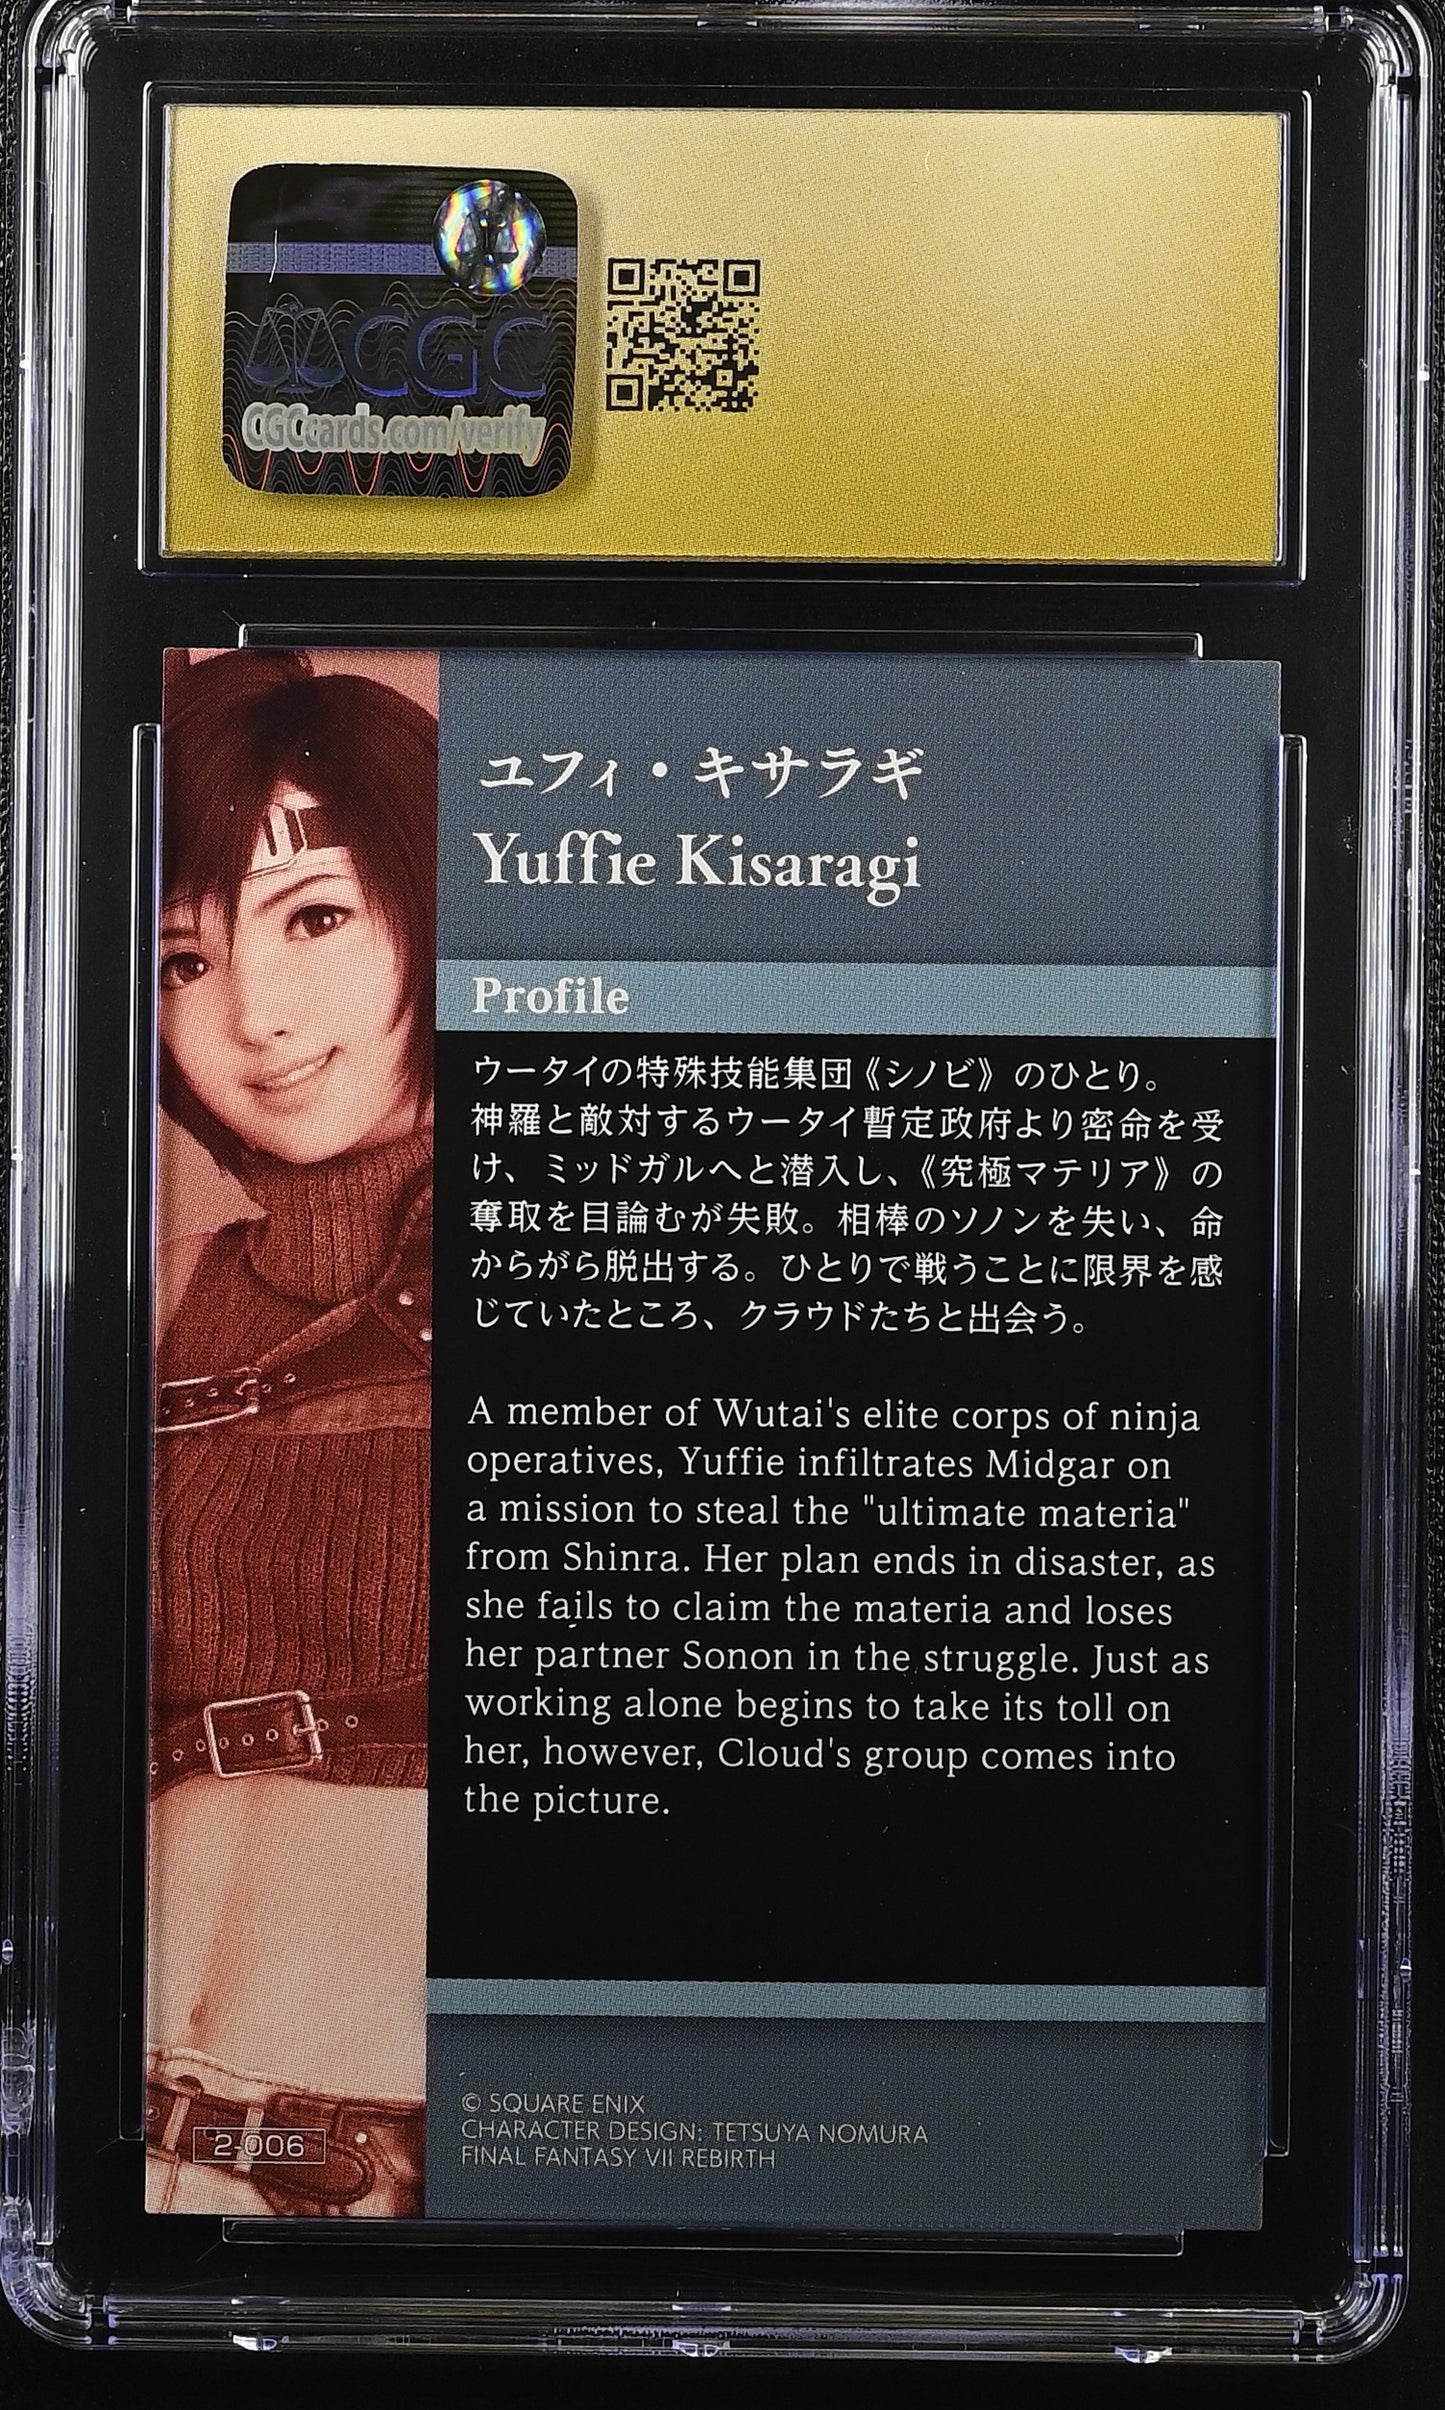 CGC
CGCcards.com/verify
ユフィ・キサラギ
Yuffie Kisaragi
Profile
ウータイの特殊技能集団《シノビ》のひとり。
神羅と敵対するウータイ暫定政府より密命を受
け、ミッドガルへと潜入し、《究極マテリア》の
奪取を目論むが失敗。相棒のソノンを失い、命
からがら脱出する。ひとりで戦うことに限界を感
じていたところ、クラウドたちと出会う。
A member of Wutai's elite corps of ninja
operatives, Yuffie infiltrates Midgar on
a mission to steal the "ultimate materia"
from Shinra. Her plan ends in disaster, as
she fails to claim the materia and loses
her partner Sonon in the struggle. Just as
working alone begins to take its toll on
her, however, Cloud's group comes into
the picture.
© SQUARE ENIX
CHARACTER DESIGN: TETSUYA NOMURA
FINAL FANTASY VII REBIRTH
2-006